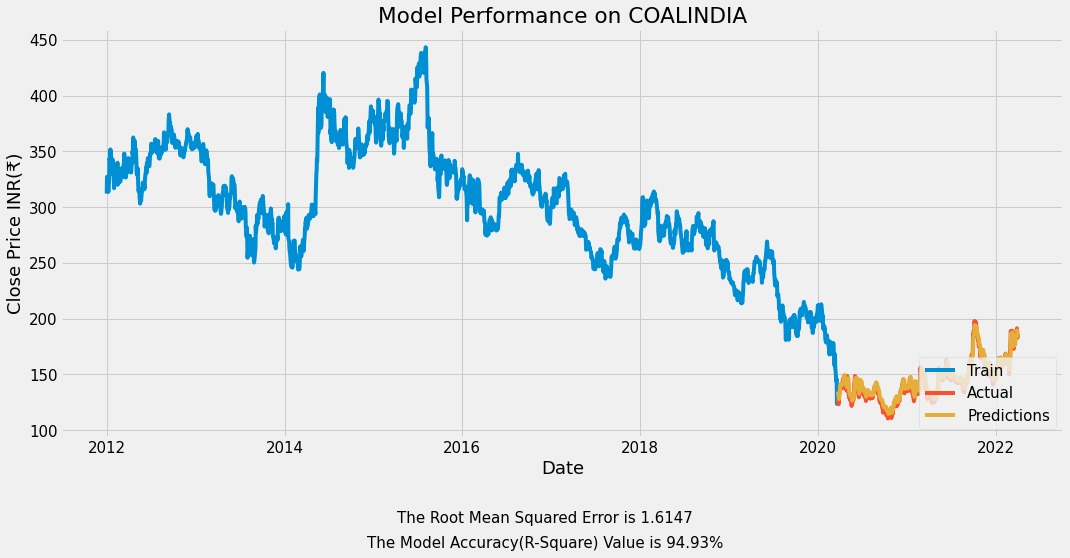 Model Performance on COALINDIA
Close Price INR(₹)
450
400
350
300
250
200
150
100
Train
Actual
Predictions
2012 2014 2016 2018 2020 2022
Date
The Root Mean Squared Error is 1.6147
The Model Accuracy(R-Square) Value is 94.93%